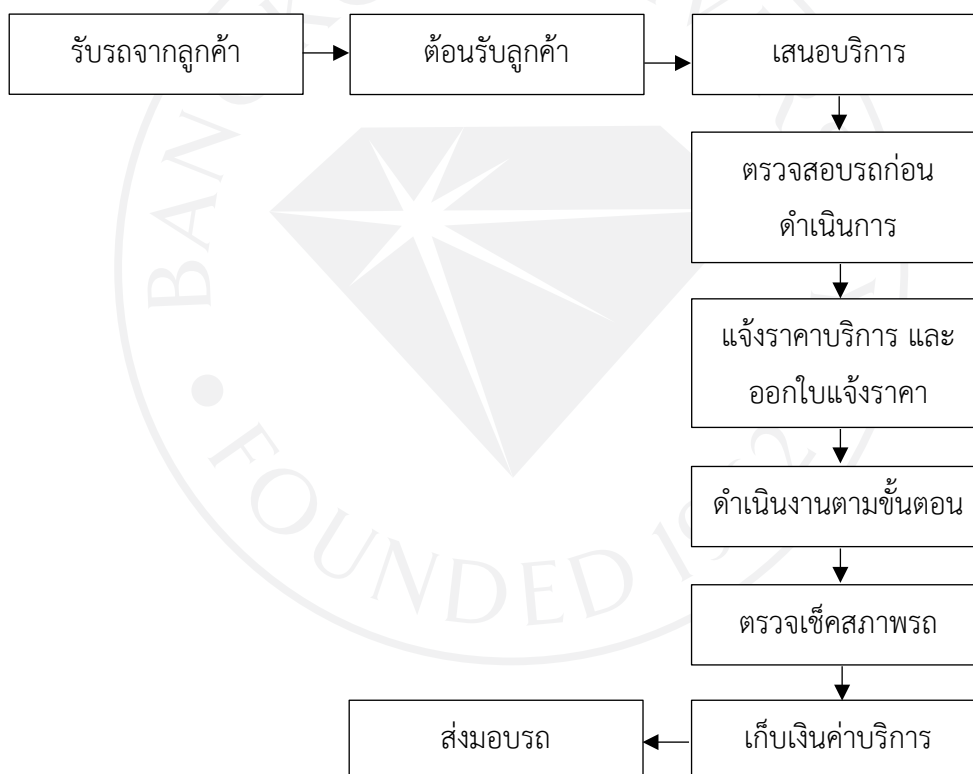 รับรถจากลูกค้า
ต้อนรับลูกค้า
เสนอบริการ
ตรวจสอบรถก่อน
ดำเนินการ
แจ้งราคาบริการ และ
ออกใบแจ้งราคา
ดำเนินงานตามขั้นตอน
ตรวจเช็คสภาพรถ
เก็บเงินค่าบริการ
ส่งมอบรถ
FOUNDED 1962